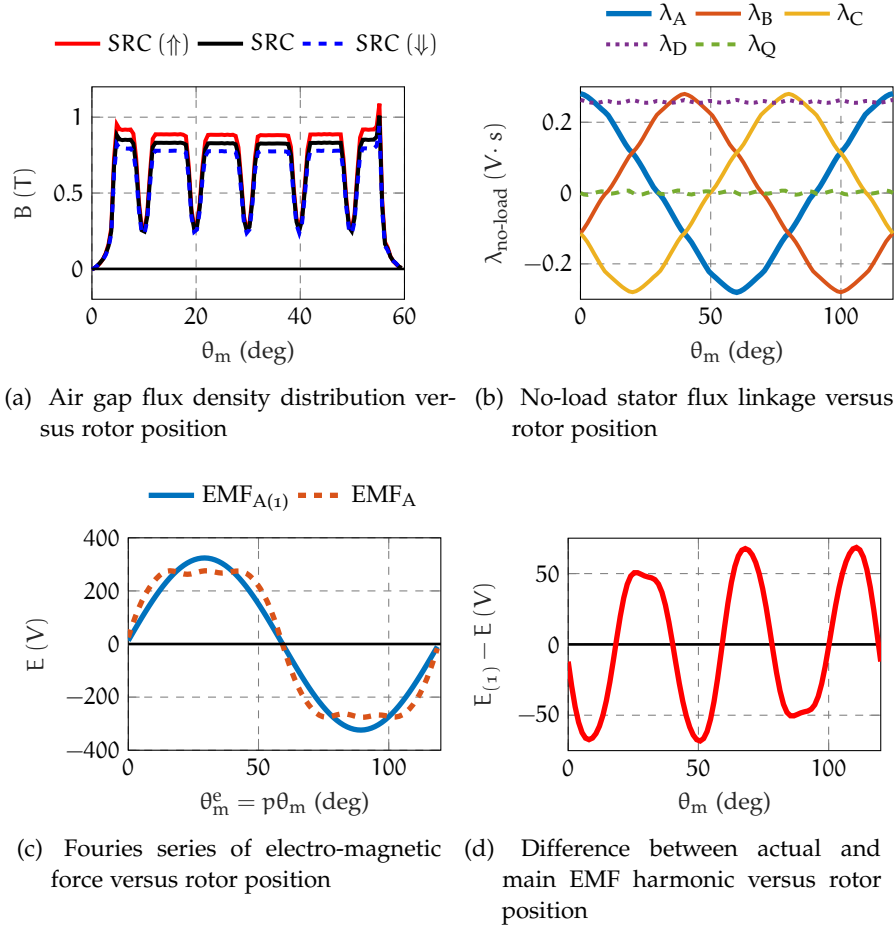 SRC (⇑) SRC SRC (⇓)
1
0.5
0
B (T)
0 20 40 60
θm (deg)
(a) Air gap flux density distribution ver-
sus rotor position
λA λB λC
λD λQ
0.2
0
−0.2
λno-load (V · s)
0 50 100
θm (deg)
(b) No-load stator flux linkage versus
rotor position
EMFA(1) EMFA
400
200
0
−200
−400
E (V)
0 50 100
θem = pθm (deg)
(c) Fouries series of electro-magnetic
force versus rotor position
50
0
−50
E(1) − E (V)
0 50 100
θm (deg)
(d) Difference between actual and
main EMF harmonic versus rotor
position